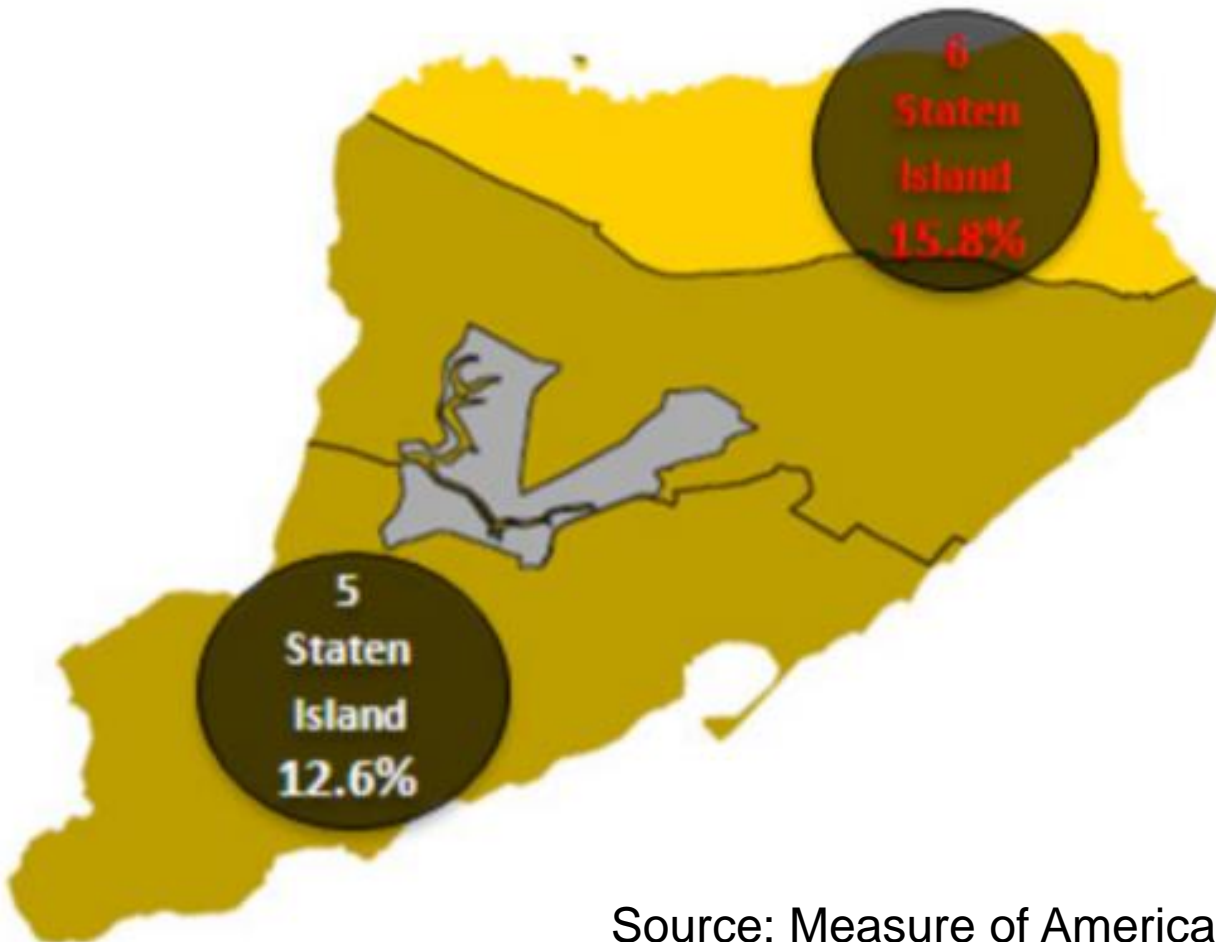 6
Staten
Island
15.8%
5
Staten
Island
12.6%
Source: Measure of America